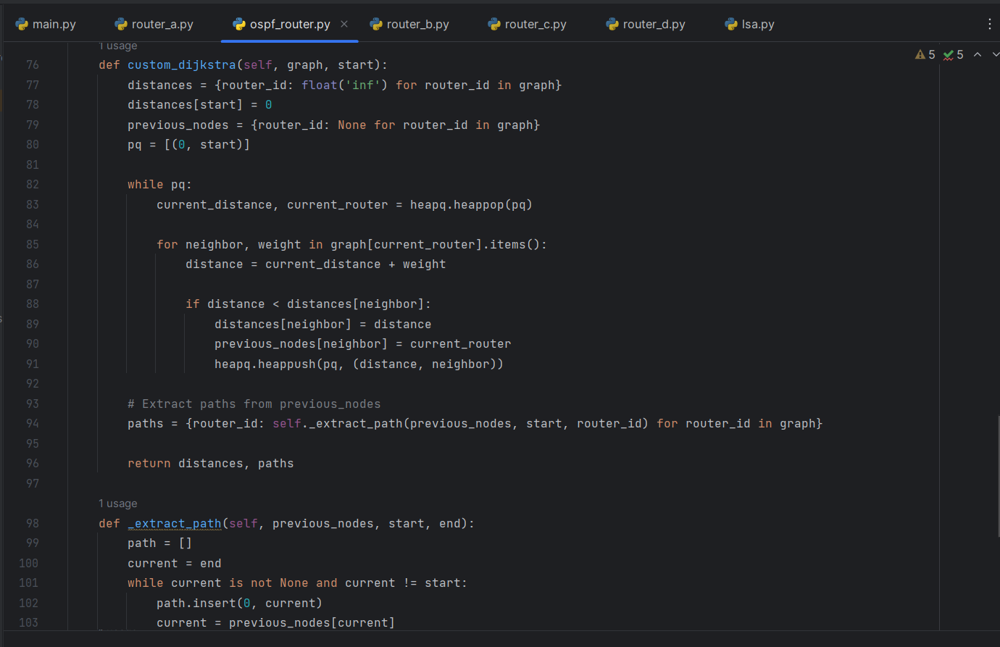 main.py router_a.py ospf_router.py router_b.py router_c.py router_d.py lsa.py
1 usage
5 5
76 def custom_dijkstra(self, graph, start):
77 distances = {router_id: float('inf') for router_id in graph}
78 distances[start] = 0
79 previous_nodes = {router_id: None for router_id in graph}
80 pq = [(0, start)]
81
82 while pq:
83 current_distance, current_router = heapq.heappop(pq)
84
85 for neighbor, weight in graph[current_router].items():
86 distance = current_distance + weight
87
88 if distance < distances[neighbor]:
89 distances[neighbor] = distance
90 previous_nodes[neighbor] = current_router
91 heapq.heappush(pq, (distance, neighbor))
92
93 # Extract paths from previous_nodes
94 paths = {router_id: self._extract_path(previous_nodes, start, router_id) for router_id in graph}
95
96 return distances, paths
97
1 usage
98 def _extract_path(self, previous_nodes, start, end):
99 path = []
100 current = end
101 while current is not None and current != start:
102 path.insert(0, current)
103 current = previous_nodes[current]